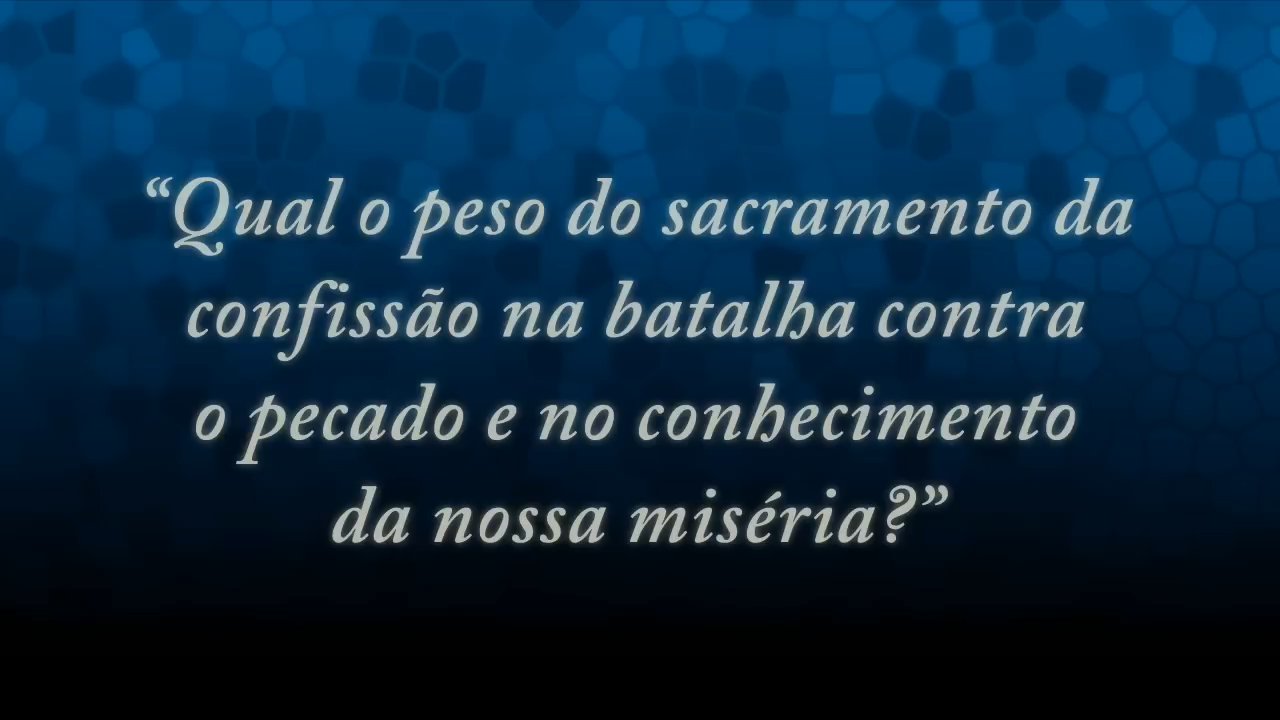 “Qual o peso do sacramento da
confissão na batalha contra
o pecado e no conhecimento
da nossa miséria?”